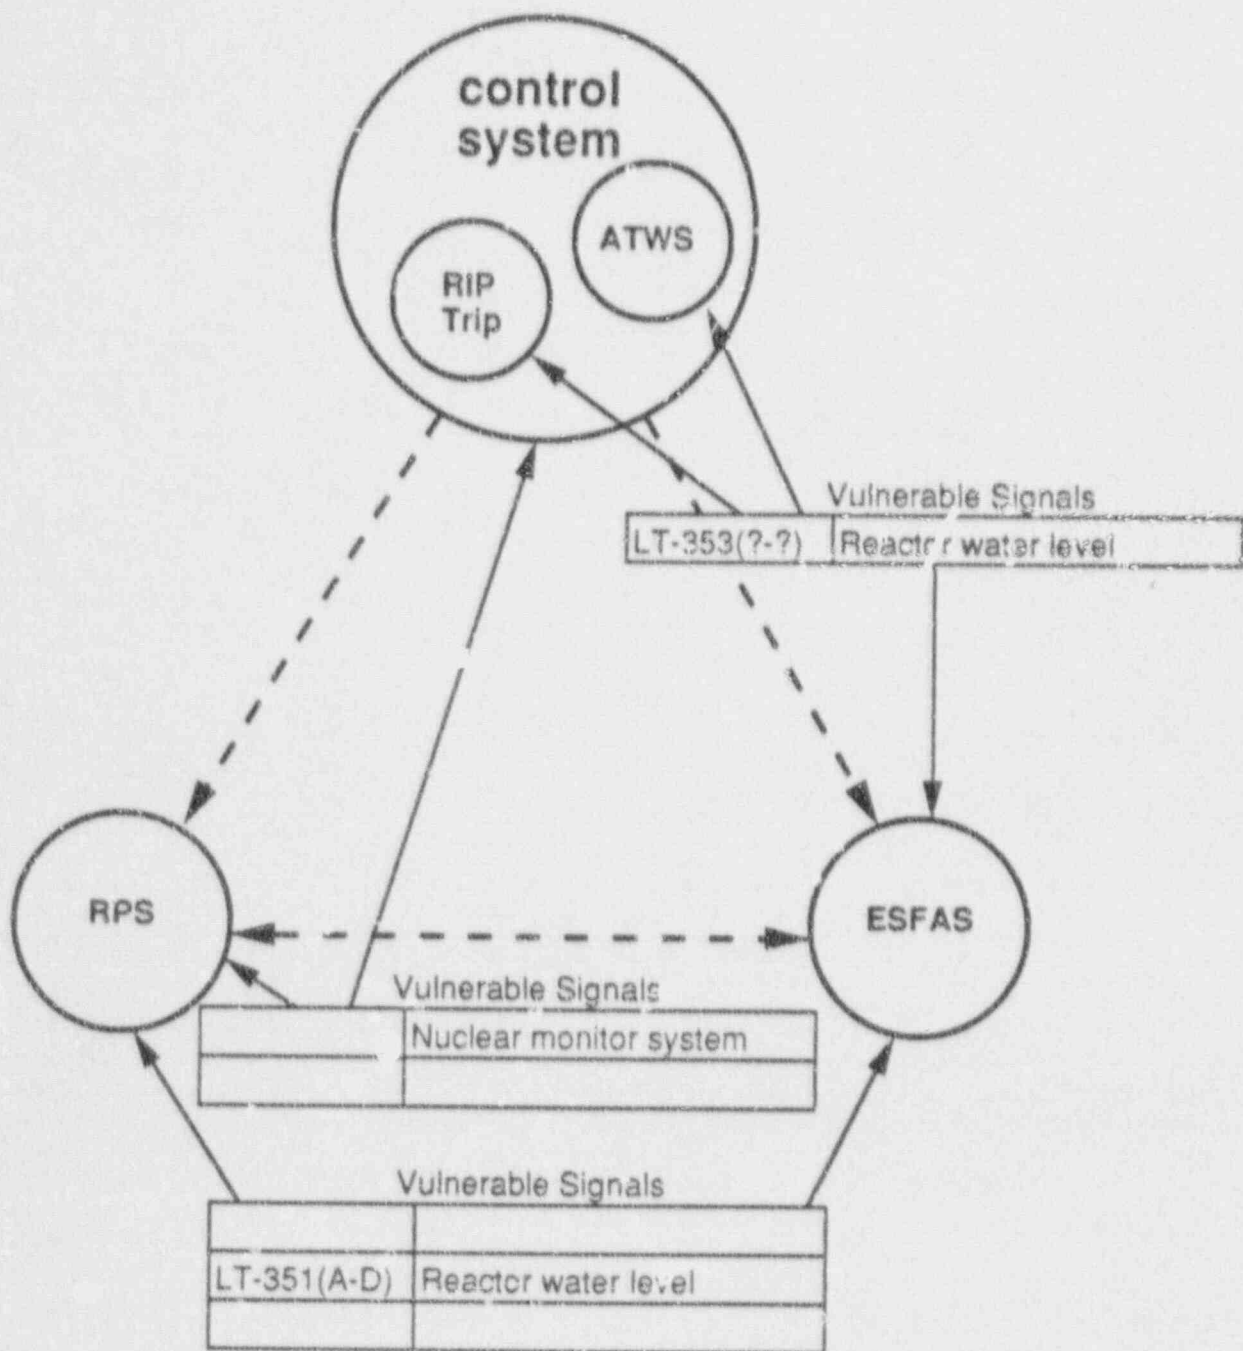 control
system
ATWS
RIP
Trip
Vulnerable Signals
LT-353(?-?) Reactor water level
RPS
ESFAS
Vulnerable Signals
Nuclear monitor system
Vulnerable Signals
LT-351(A-D) Reactor water level